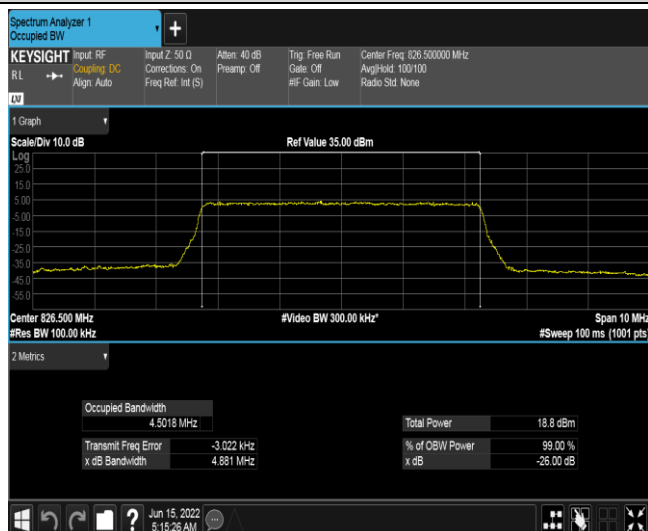 Spectrum Analyzer 1
Occupied BW
KEYSIGHT
RL
LXI
Input: RF
Coupling: DC
Align: Auto
Input Z: 50 Ω
Corrections: On
Freq Ref: Int (S)
Atten: 40 dB
Preamp: Off
Trig: Free Run
Gate: Off
#IF Gain: Low
Center Freq: 826.500000 MHz
Avg|Hold: 100/100
Radio Std: None
1 Graph
Scale/Div 10.0 dB
Ref Value 35.00 dBm
Log
25.0
15.0
5.00
-5.00
-15.0
-25.0
-35.0
-45.0
-55.0
Center 826.500 MHz
#Video BW 300.00 kHz*
Span 10 MHz
#Res BW 100.00 kHz
#Sweep 100 ms (1001 pts
2 Metrics
Occupied Bandwidth
4.5018 MHz
Total Power 18.8 dBm
Transmit Freq Error -3.022 kHz
% of OBW Power 99.00 %
x dB Bandwidth 4.881 MHz
x dB -26.00 dB
?
Jun 15, 2022
5:15:26 AM